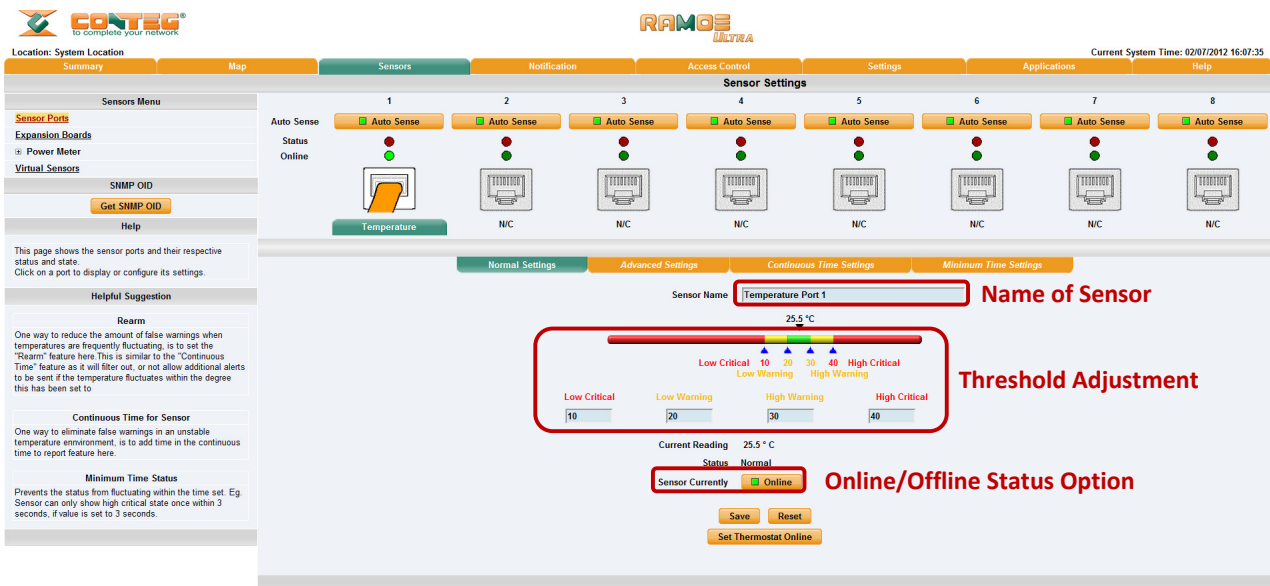 CONTEG®
to complete your network
RAMOS
ULTRA
Location: System Location
Current System Time: 02/07/2012 16:07:35
Summary Map Sensors Notification Access Control Settings Applications Help
Sensor Settings
Sensors Menu
Sensor Ports
Expansion Boards
Power Meter
Virtual Sensors
SNMP OID
Get SNMP OID
Help
This page shows the sensor ports and their respective
status and state.
Click on a port to display or configure its settings.
Helpful Suggestion
Rearm
One way to reduce the amount of false warnings when
temperatures are frequently fluctuating, is to set the
"Rearm" feature here.This is similar to the "Continuous
Time" feature as it will filter out, or not allow additional alerts
to be sent if the temperature fluctuates within the degree
this has been set to
Continuous Time for Sensor
One way to eliminate false warnings in an unstable
temperature ennvironment, is to add time in the continuous
time to report feature here.
Minimum Time Status
Prevents the status from fluctuating within the time set. Eg.
Sensor can only show high critical state once within 3
seconds, if value is set to 3 seconds.
1 2 3 4 5 6 7 8
Auto Sense Auto Sense Auto Sense Auto Sense Auto Sense Auto Sense Auto Sense Auto Sense Auto Sense
Status
Online
Temperature N/C N/C N/C N/C N/C N/C N/C
Normal Settings Advanced Settings Continuous Time Settings Minimum Time Settings
Sensor Name Temperature Port 1 Name of Sensor
25.5 °C
Low Critical 10 20 30 40 High Critical
Low Warning High Warning
Threshold Adjustment
Low Critical Low Warning High Warning High Critical
10 20 30 40
Current Reading 25.5 ° C
Status Normal
Sensor Currently Online Online/Offline Status Option
Save Reset
Set Thermostat Online